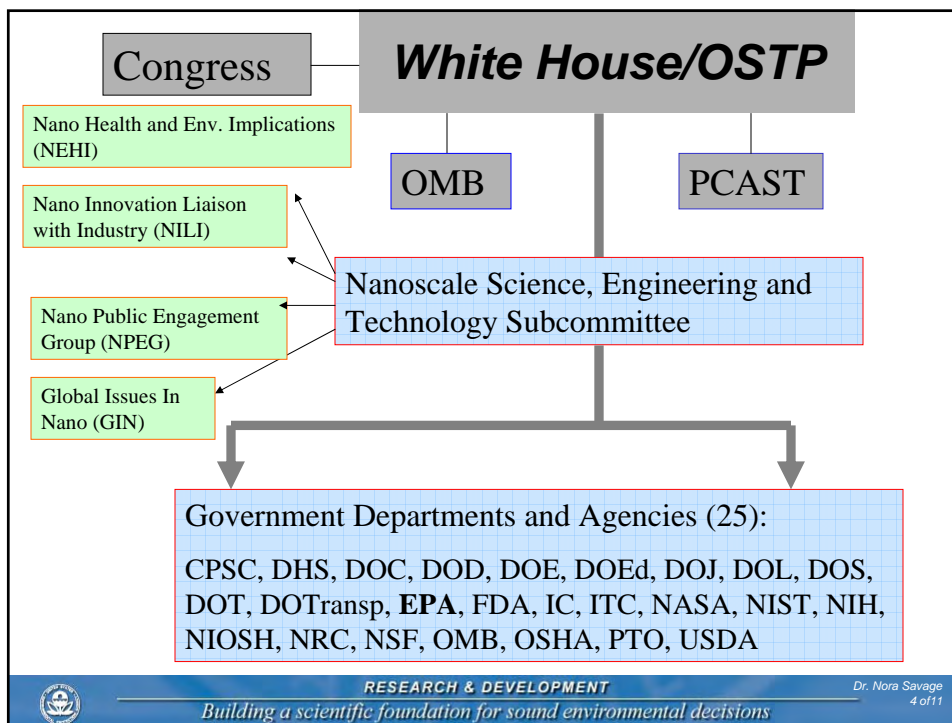 Congress
White House/OSTP
Nano Health and Env. Implications
(NEHI)
OMB
PCAST
Nano Innovation Liaison
with Industry (NILI)
Nanoscale Science, Engineering and
Technology Subcommittee
Nano Public Engagement
Group (NPEG)
Global Issues In
Nano (GIN)
Government Departments and Agencies (25):
CPSC, DHS, DOC, DOD, DOE, DOEd, DOJ, DOL, DOS,
DOT, DOTransp, EPA, FDA, IC, ITC, NASA, NIST, NIH,
NIOSH, NRC, NSF, OMB, OSHA, PTO, USDA
RESEARCH & DEVELOPMENT
Building a scientific foundation for sound environmental decisions
Dr. Nora Savage
4 of11